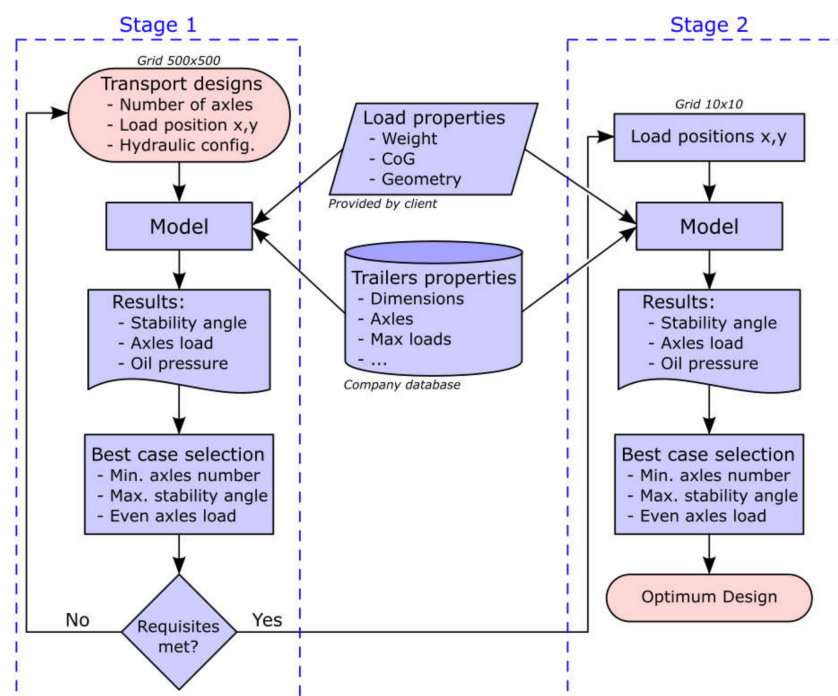 Stage 1
Grid 500x500
Transport designs
- Number of axles
- Load position x,y
- Hydraulic config.
Model
Results:
- Stability angle
- Axles load
- Oil pressure
Best case selection
- Min. axles number
- Max. stability angle
- Even axles load
No
Requisites
met?
Yes
Load properties
- Weight
- CoG
- Geometry
Provided by client
Trailers properties
- Dimensions
- Axles
- Max loads
- ...
Company database
Stage 2
Grid 10x10
Load positions x,y
Model
Results:
- Stability angle
- Axles load
- Oil pressure
Best case selection
- Min. axles number
- Max. stability angle
- Even axles load
Optimum Design